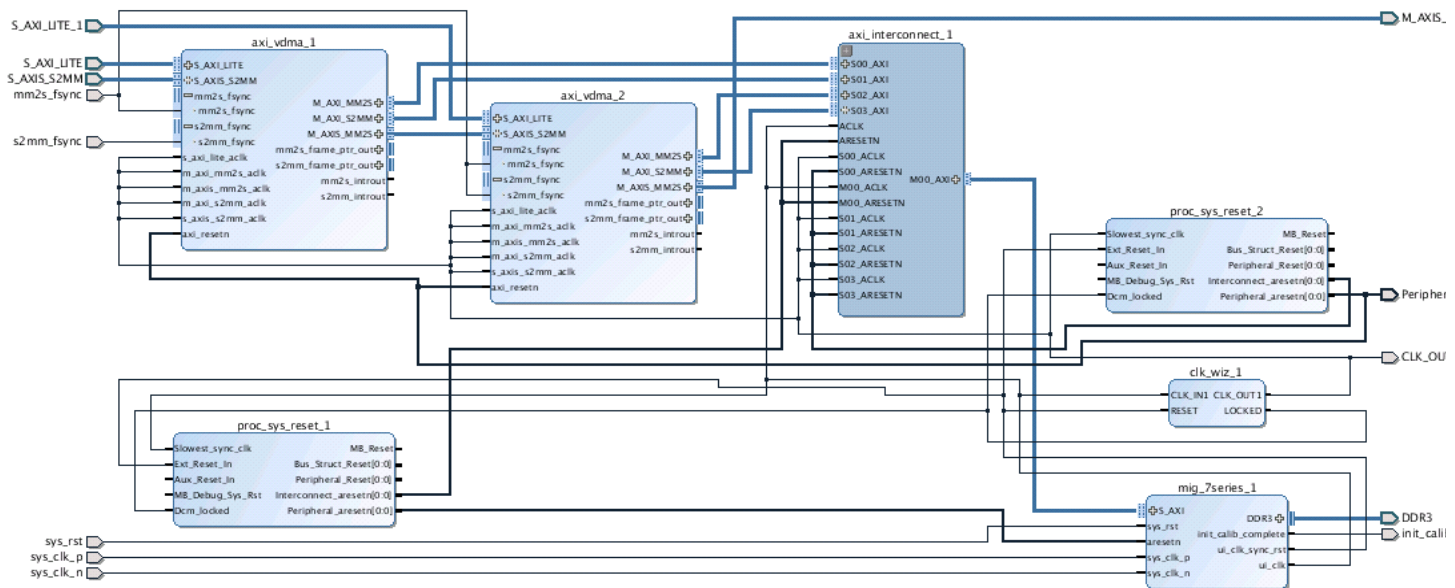 S_AXI_LITE_1
S_AXI_LITE
S_AXIS_S2MM
mm2s_fsync
s2mm_fsync
axi_vdma_1
S_AXI_LITE
S_AXIS_S2MM
mm2s_fsync
mm2s_fsync
s2mm_fsync
s2mm_fsync
s_axi_lite_aclk
m_axi_mm2s_aclk
m_axis_mm2s_aclk
m_axi_s2mm_aclk
s_axis_s2mm_aclk
axi_resetn
M_AXI_MM2S
M_AXI_S2MM
M_AXIS_MM2S
mm2s_frame_ptr_out
s2mm_frame_ptr_out
mm2s_introut
s2mm_introut
axi_vdma_2
S_AXI_LITE
S_AXIS_S2MM
mm2s_fsync
mm2s_fsync
s2mm_fsync
s2mm_fsync
s_axi_lite_aclk
m_axi_mm2s_aclk
m_axis_mm2s_aclk
m_axi_s2mm_aclk
s_axis_s2mm_aclk
axi_resetn
M_AXI_MM2S
M_AXI_S2MM
M_AXIS_MM2S
mm2s_frame_ptr_out
s2mm_frame_ptr_out
mm2s_introut
s2mm_introut
axi_interconnect_1
S00_AXI
S01_AXI
S02_AXI
S03_AXI
ACLK
ARESETN
S00_ACLK
S00_ARESETN
M00_ACLK
M00_ARESETN
S01_ACLK
S01_ARESETN
S02_ACLK
S02_ARESETN
S03_ACLK
S03_ARESETN
M00_AXI
M_AXIS_
proc_sys_reset_2
Slowest_sync_clk
Ext_Reset_In
Aux_Reset_In
MB_Debug_Sys_Rst
Dcm_locked
MB_Reset
Bus_Struct_Reset[0:0]
Peripheral_Reset[0:0]
Interconnect_aresetn[0:0]
Peripheral_aresetn[0:0]
Peripher
CLK_OU
clk_wiz_1
CLK_IN1 CLK_OUT1
RESET LOCKED
proc_sys_reset_1
Slowest_sync_clk
Ext_Reset_In
Aux_Reset_In
MB_Debug_Sys_Rst
Dcm_locked
MB_Reset
Bus_Struct_Reset[0:0]
Peripheral_Reset[0:0]
Interconnect_aresetn[0:0]
Peripheral_aresetn[0:0]
mig_7series_1
S_AXI
sys_rst
aresetn
sys_clk_p
sys_clk_n
DDR3
init_calib_complete
ui_clk_sync_rst
ui_clk
DDR3
init_calib
sys_rst
sys_clk_p
sys_clk_n